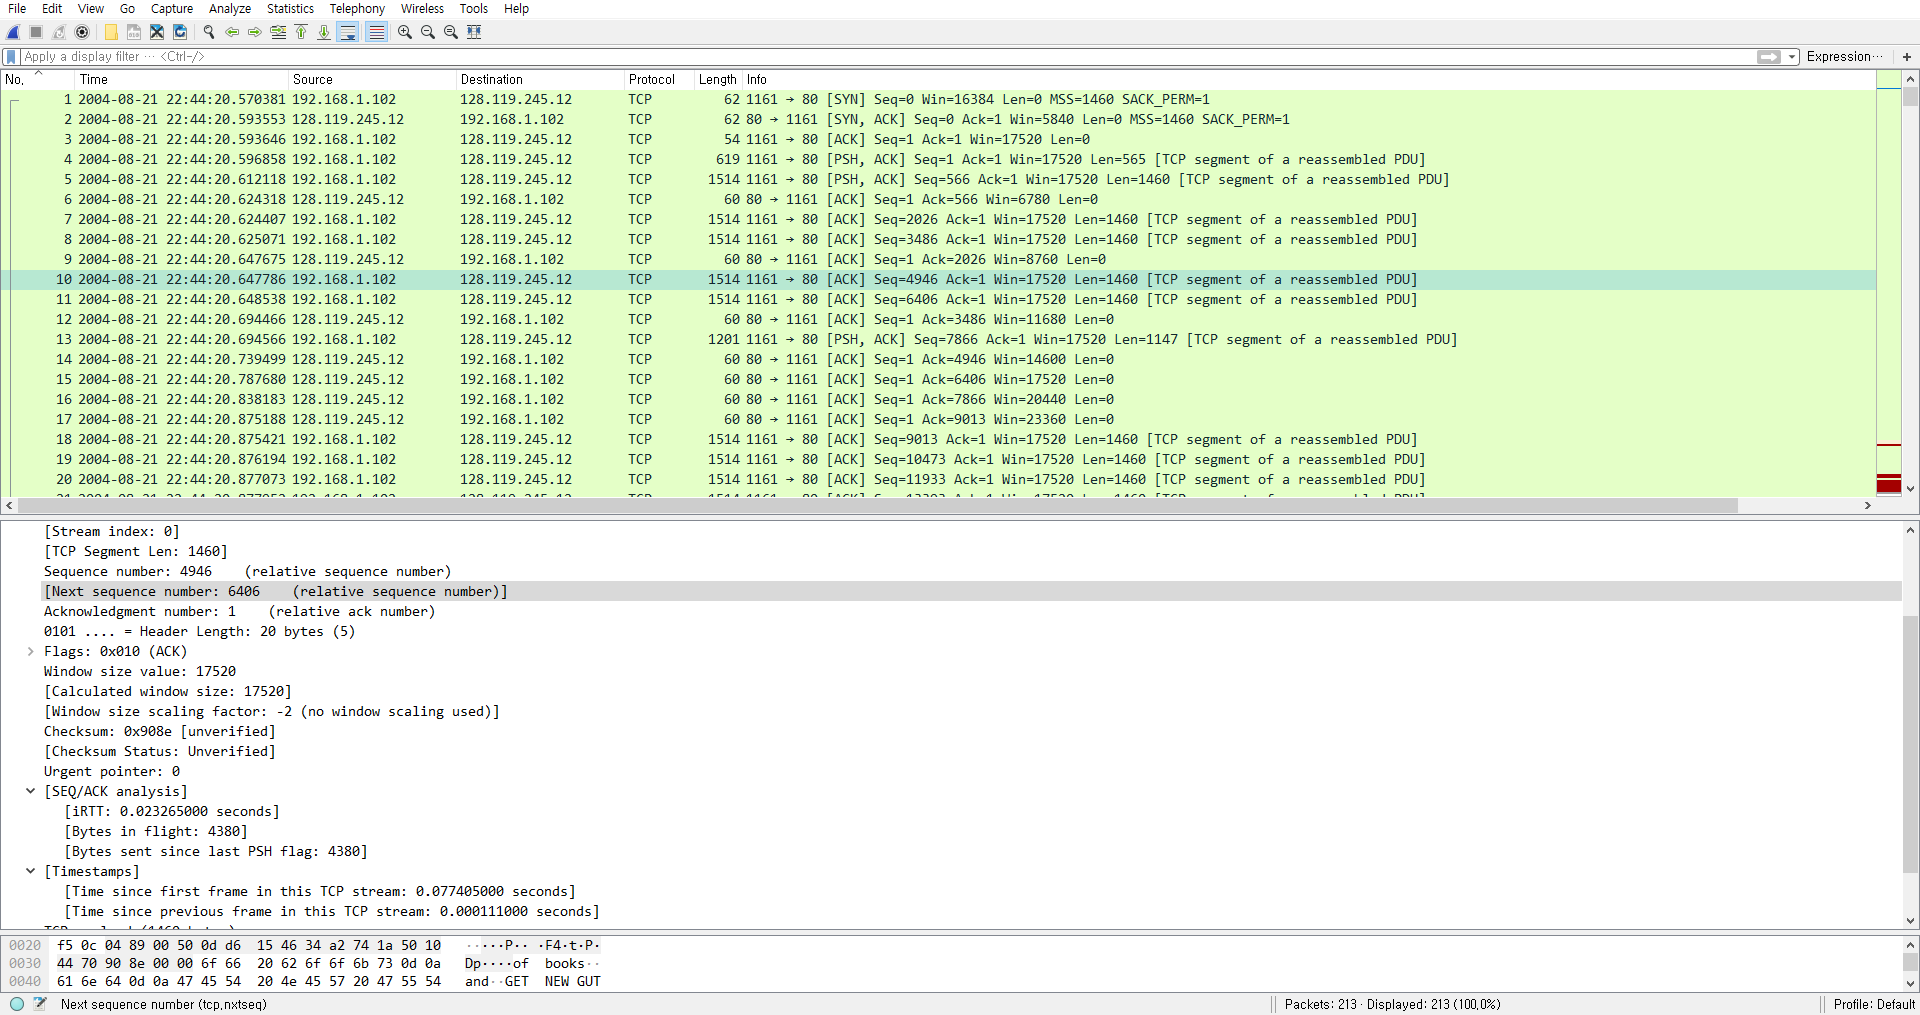 File Edit View Go Capture Analyze Statistics Telephony Wireless Tools Help
Apply a display filter ... <Ctrl-/> Expression...  +
No. Time Source Destination Protocol Length Info
1 2004-08-21 22:44:20.570381 192.168.1.102 128.119.245.12 TCP 62 1161 → 80 [SYN] Seq=0 Win=16384 Len=0 MSS=1460 SACK_PERM=1
2 2004-08-21 22:44:20.593553 128.119.245.12 192.168.1.102 TCP 62 80 → 1161 [SYN, ACK] Seq=0 Ack=1 Win=5840 Len=0 MSS=1460 SACK_PERM=1
3 2004-08-21 22:44:20.593646 192.168.1.102 128.119.245.12 TCP 54 1161 → 80 [ACK] Seq=1 Ack=1 Win=17520 Len=0
4 2004-08-21 22:44:20.596858 192.168.1.102 128.119.245.12 TCP 619 1161 → 80 [PSH, ACK] Seq=1 Ack=1 Win=17520 Len=565 [TCP segment of a reassembled PDU]
5 2004-08-21 22:44:20.612118 192.168.1.102 128.119.245.12 TCP 1514 1161 → 80 [PSH, ACK] Seq=566 Ack=1 Win=17520 Len=1460 [TCP segment of a reassembled PDU]
6 2004-08-21 22:44:20.624318 128.119.245.12 192.168.1.102 TCP 60 80 → 1161 [ACK] Seq=1 Ack=566 Win=6780 Len=0
7 2004-08-21 22:44:20.624407 192.168.1.102 128.119.245.12 TCP 1514 1161 → 80 [ACK] Seq=2026 Ack=1 Win=17520 Len=1460 [TCP segment of a reassembled PDU]
8 2004-08-21 22:44:20.625071 192.168.1.102 128.119.245.12 TCP 1514 1161 → 80 [ACK] Seq=3486 Ack=1 Win=17520 Len=1460 [TCP segment of a reassembled PDU]
9 2004-08-21 22:44:20.647675 128.119.245.12 192.168.1.102 TCP 60 80 → 1161 [ACK] Seq=1 Ack=2026 Win=8760 Len=0
10 2004-08-21 22:44:20.647786 192.168.1.102 128.119.245.12 TCP 1514 1161 → 80 [ACK] Seq=4946 Ack=1 Win=17520 Len=1460 [TCP segment of a reassembled PDU]
11 2004-08-21 22:44:20.648538 192.168.1.102 128.119.245.12 TCP 1514 1161 → 80 [ACK] Seq=6406 Ack=1 Win=17520 Len=1460 [TCP segment of a reassembled PDU]
12 2004-08-21 22:44:20.694466 128.119.245.12 192.168.1.102 TCP 60 80 → 1161 [ACK] Seq=1 Ack=3486 Win=11680 Len=0
13 2004-08-21 22:44:20.694566 192.168.1.102 128.119.245.12 TCP 1201 1161 → 80 [PSH, ACK] Seq=7866 Ack=1 Win=17520 Len=1147 [TCP segment of a reassembled PDU]
14 2004-08-21 22:44:20.739499 128.119.245.12 192.168.1.102 TCP 60 80 → 1161 [ACK] Seq=1 Ack=4946 Win=14600 Len=0
15 2004-08-21 22:44:20.787680 128.119.245.12 192.168.1.102 TCP 60 80 → 1161 [ACK] Seq=1 Ack=6406 Win=17520 Len=0
16 2004-08-21 22:44:20.838183 128.119.245.12 192.168.1.102 TCP 60 80 → 1161 [ACK] Seq=1 Ack=7866 Win=20440 Len=0
17 2004-08-21 22:44:20.875188 128.119.245.12 192.168.1.102 TCP 60 80 → 1161 [ACK] Seq=1 Ack=9013 Win=23360 Len=0
18 2004-08-21 22:44:20.875421 192.168.1.102 128.119.245.12 TCP 1514 1161 → 80 [ACK] Seq=9013 Ack=1 Win=17520 Len=1460 [TCP segment of a reassembled PDU]
19 2004-08-21 22:44:20.876194 192.168.1.102 128.119.245.12 TCP 1514 1161 → 80 [ACK] Seq=10473 Ack=1 Win=17520 Len=1460 [TCP segment of a reassembled PDU]
20 2004-08-21 22:44:20.877073 192.168.1.102 128.119.245.12 TCP 1514 1161 → 80 [ACK] Seq=11933 Ack=1 Win=17520 Len=1460 [TCP segment of a reassembled PDU]
[Stream index: 0]
[TCP Segment Len: 1460]
Sequence number: 4946    (relative sequence number)
[Next sequence number: 6406    (relative sequence number)]
Acknowledgment number: 1    (relative ack number)
0101 .... = Header Length: 20 bytes (5)
Flags: 0x010 (ACK)
Window size value: 17520
[Calculated window size: 17520]
[Window size scaling factor: -2 (no window scaling used)]
Checksum: 0x908e [unverified]
[Checksum Status: Unverified]
Urgent pointer: 0
[SEQ/ACK analysis]
[iRTT: 0.023265000 seconds]
[Bytes in flight: 4380]
[Bytes sent since last PSH flag: 4380]
[Timestamps]
[Time since first frame in this TCP stream: 0.077405000 seconds]
[Time since previous frame in this TCP stream: 0.000111000 seconds]
0020 f5 0c 04 89 00 50 0d d6 15 46 34 a2 74 1a 50 10 ·····P·· ·F4·t·P·
0030 44 70 90 8e 00 00 6f 66 20 62 6f 6f 6b 73 0d 0a Dp····of books··
0040 61 6e 64 0d 0a 47 45 54 20 4e 45 57 20 47 55 54 and··GET NEW GUT
Next sequence number (tcp.nxtseq) Packets: 213 · Displayed: 213 (100.0%) Profile: Default